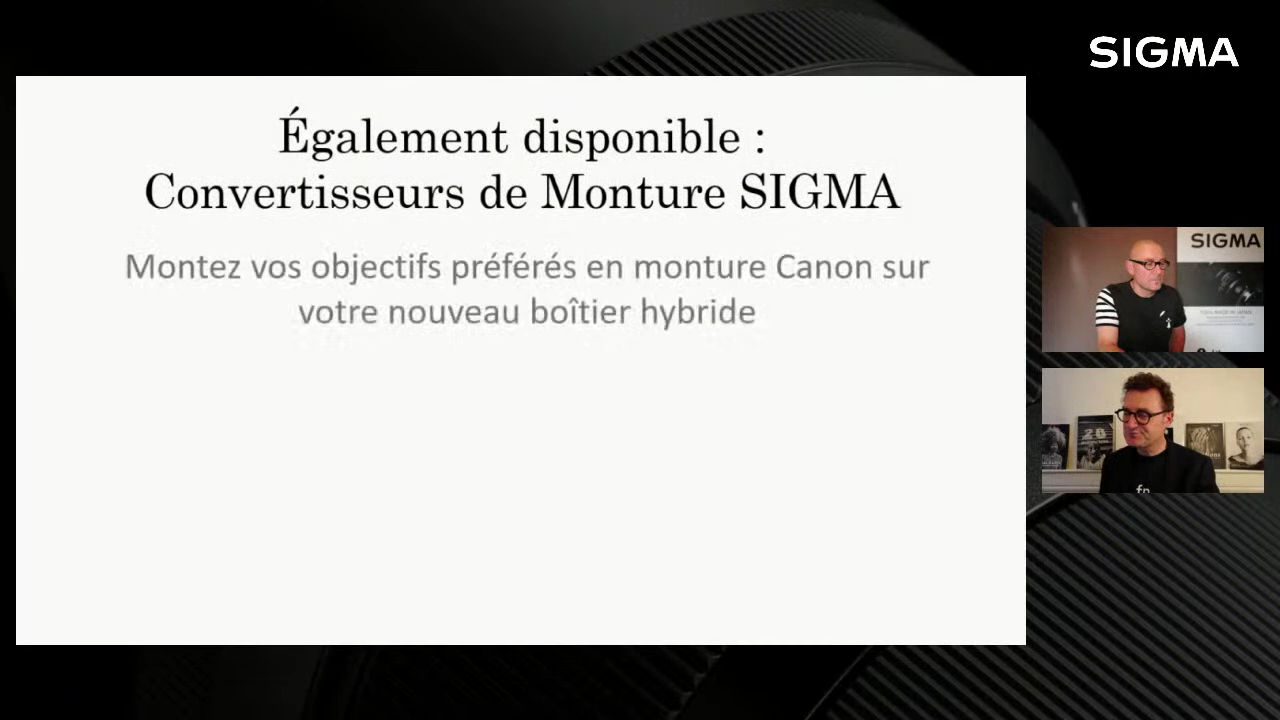 SIGMA
Également disponible :
Convertisseurs de Monture SIGMA
Montez vos objectifs préférés en monture Canon sur
votre nouveau boîtier hybride
SIGMA
fp